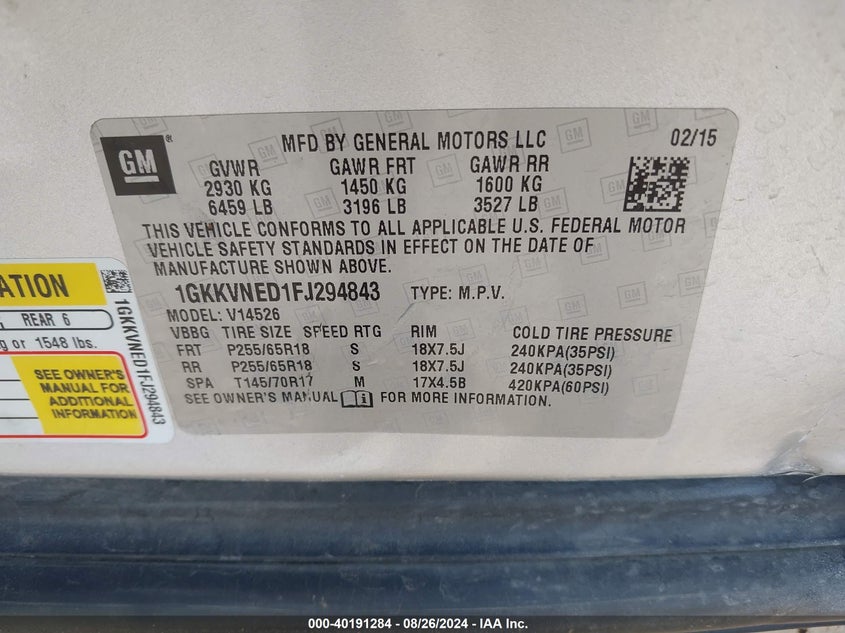 GM
®
MFD BY GENERAL MOTORS LLC
02/15
GVWR GAWR FRT GAWR RR
2930 KG 1450 KG 1600 KG
6459 LB 3196 LB 3527 LB
THIS VEHICLE CONFORMS TO ALL APPLICABLE U.S. FEDERAL MOTOR
VEHICLE SAFETY STANDARDS IN EFFECT ON THE DATE OF
MANUFACTURE SHOWN ABOVE.
1GKKVNED1FJ294843 TYPE: M.P.V.
MODEL: V14526
VBBG TIRE SIZE SPEED RTG RIM COLD TIRE PRESSURE
FRT P255/65R18 S 18X7.5J 240KPA(35PSI)
RR P255/65R18 S 18X7.5J 240KPA(35PSI)
SPA T145/70R17 M 17X4.5B 420KPA(60PSI)
SEE OWNER'S MANUAL FOR MORE INFORMATION.
ATION
REAR 6
g or 1548 lbs.
SEE OWNER'S
MANUAL FOR
ADDITIONAL
INFORMATION
1GKKVNED1FJ294843
000-40191284 - 08/26/2024 - IAA Inc.